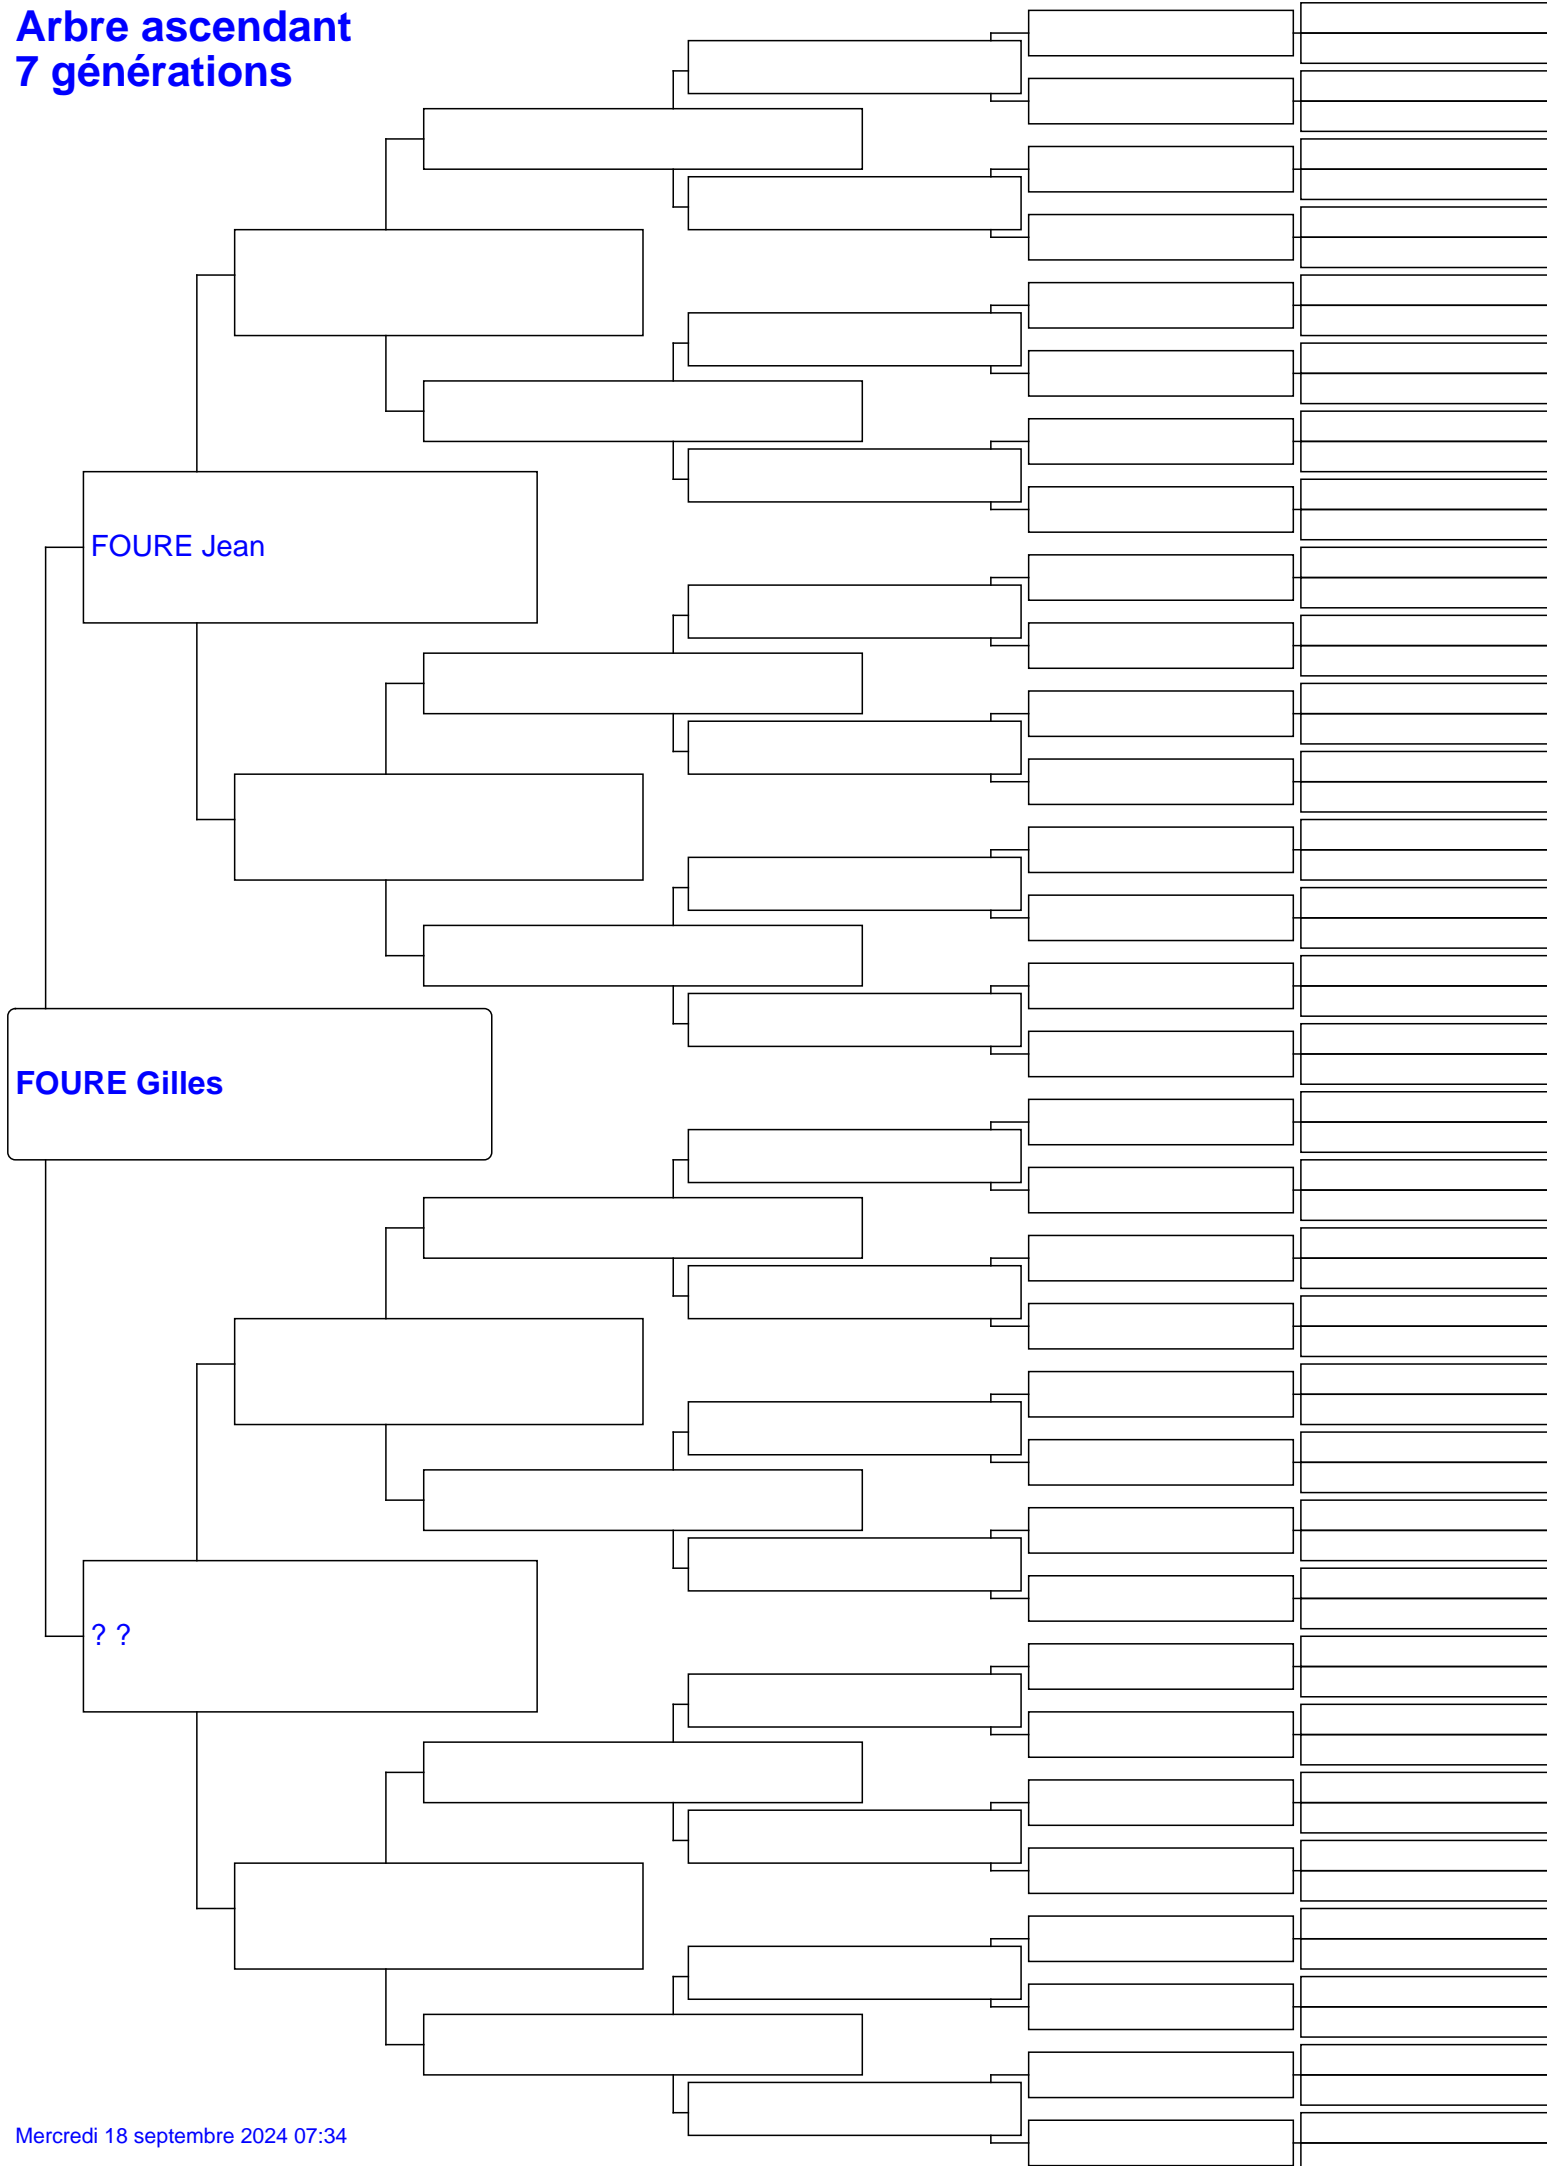 Arbre ascendant
7 générations
FOURE Jean
FOURE Gilles
? ?
Mercredi 18 septembre 2024 07:34